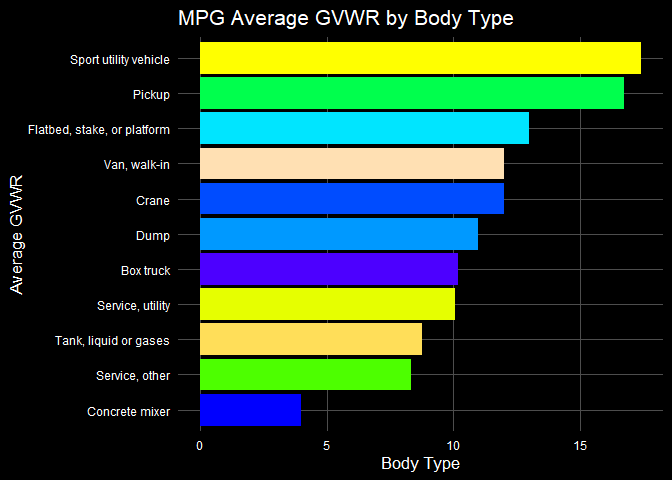 MPG Average GVWR by Body Type
Average GVWR
Sport utility vehicle
Pickup
Flatbed, stake, or platform
Van, walk-in
Crane
Dump
Box truck
Service, utility
Tank, liquid or gases
Service, other
Concrete mixer
0 5 10 15
Body Type